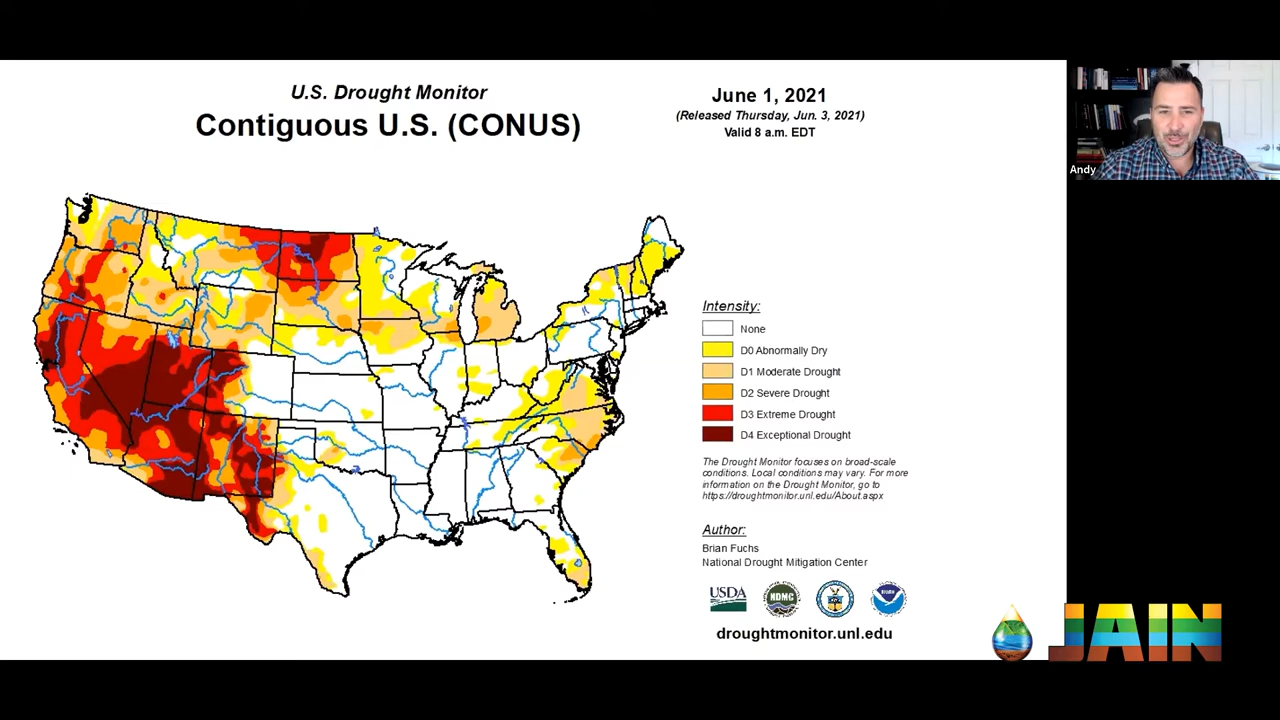 U.S. Drought Monitor
Contiguous U.S. (CONUS)
June 1, 2021
(Released Thursday, Jun. 3, 2021)
Valid 8 a.m. EDT
Andy
Intensity:
None
D0 Abnormally Dry
D1 Moderate Drought
D2 Severe Drought
D3 Extreme Drought
D4 Exceptional Drought
The Drought Monitor focuses on broad-scale
conditions. Local conditions may vary. For more
information on the Drought Monitor, go to
https://droughtmonitor.unl.edu/About.aspx
Author:
Brian Fuchs
National Drought Mitigation Center
USDA
NDMC
droughtmonitor.unl.edu
JAIN